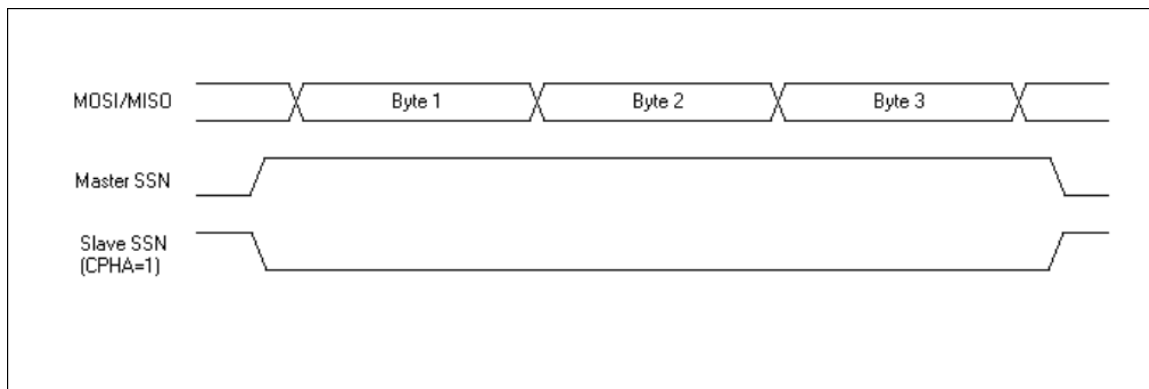 MOSI/MISO
Byte 1
Byte 2
Byte 3
Master SSN
Slave SSN
(CPHA=1)